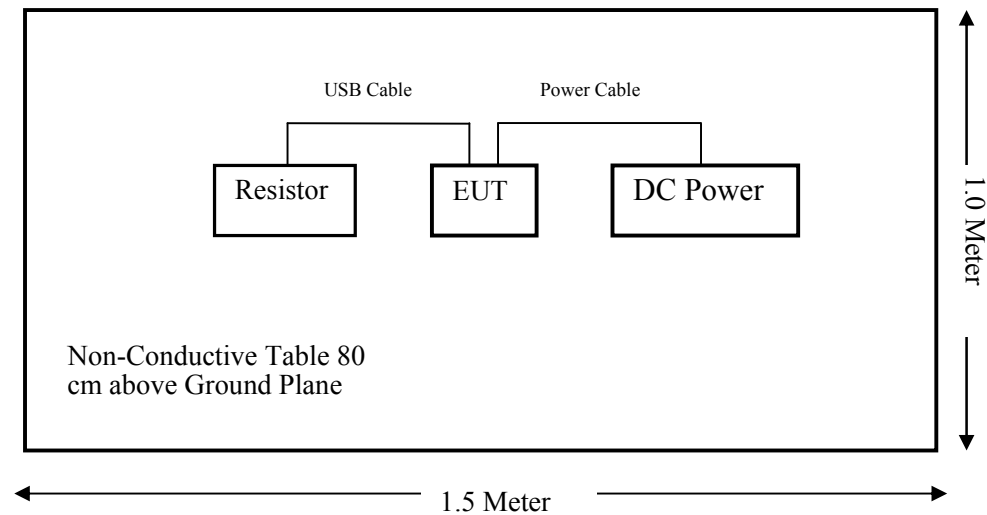 USB Cable
Power Cable
Resistor
EUT
DC Power
1.0 Meter
Non-Conductive Table 80
cm above Ground Plane
1.5 Meter